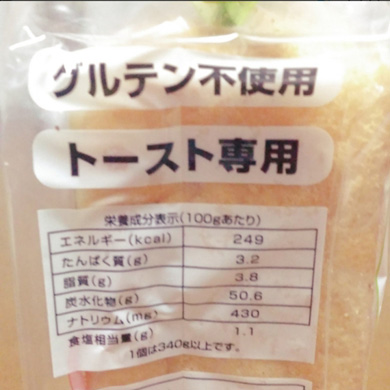 グルテン不使用
トースト専用
栄養成分表示(100gあたり)
エネルギー(kcal) 249
たんぱく質(g) 3.2
脂質(g) 3.8
炭水化物(g) 50.6
ナトリウム(mg) 430
食塩相当量(g) 1.1
1個は340g以上です。